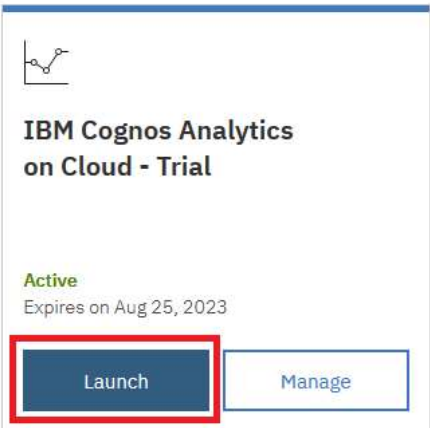 IBM Cognos Analytics
on Cloud - Trial
Active
Expires on Aug 25, 2023
Launch
Manage